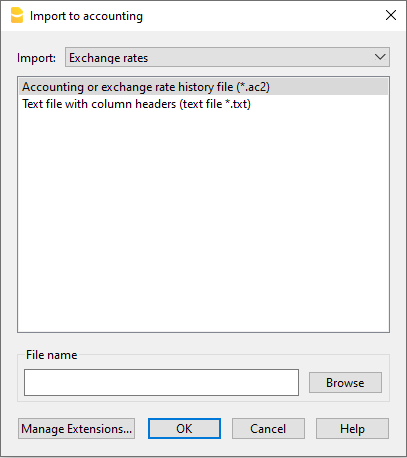 Import to accounting
Import: Exchange rates
Accounting or exchange rate history file (*.ac2)
Text file with column headers (text file *.txt)
File name
Browse
Manage Extensions... OK Cancel Help